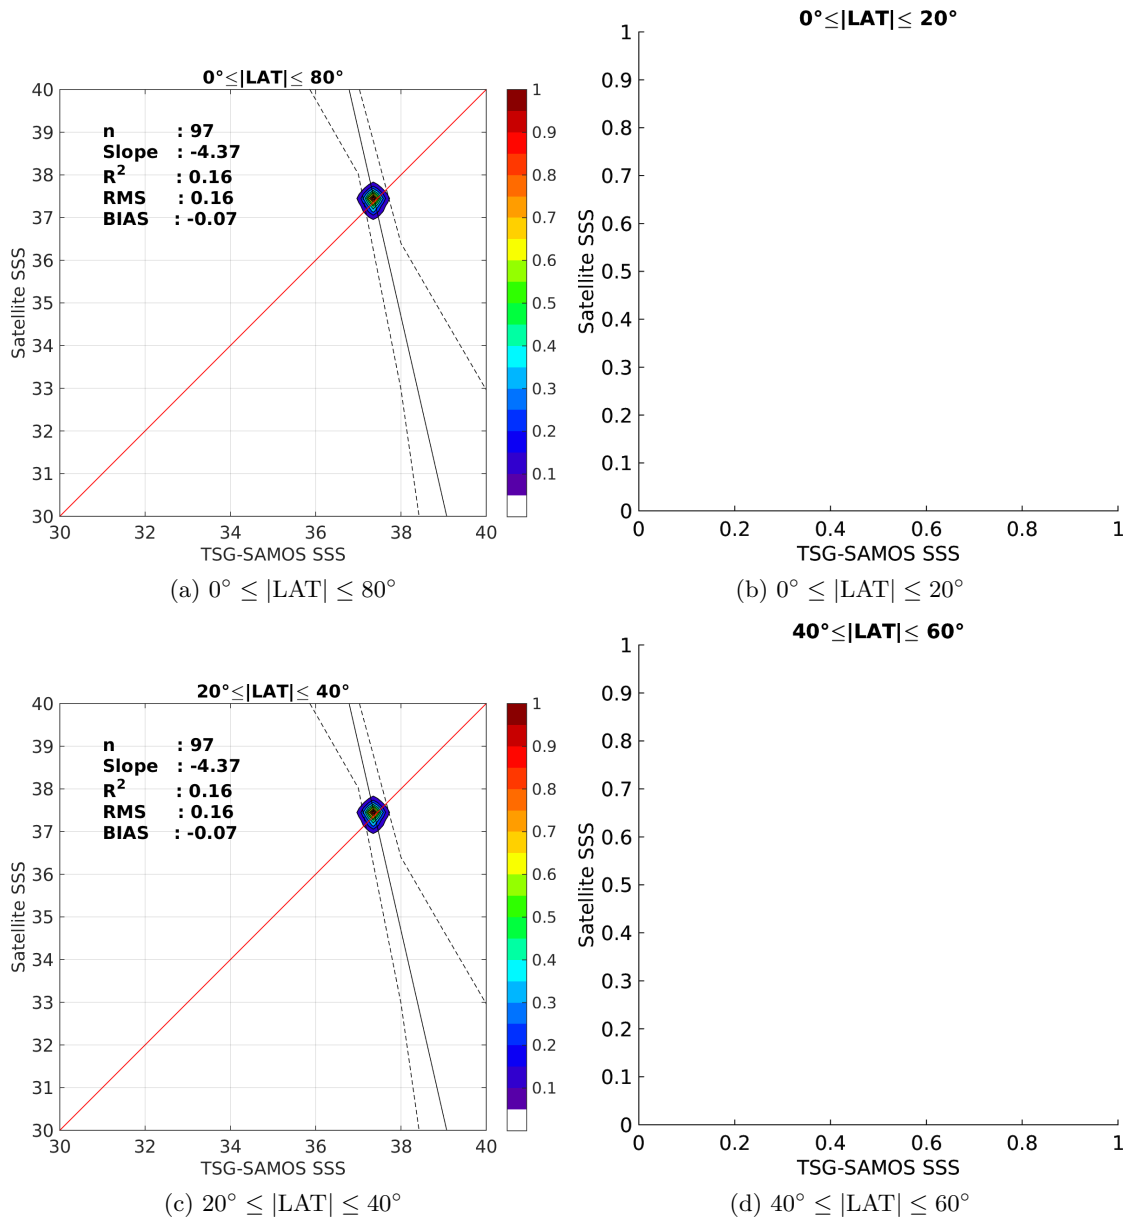 0°≤|LAT|≤ 80°
40
39
38
37
36
35
34
33
32
31
30
30 32 34 36 38 40
Satellite SSS
TSG-SAMOS SSS
n : 97
Slope : -4.37
R² : 0.16
RMS : 0.16
BIAS : -0.07
1
0.9
0.8
0.7
0.6
0.5
0.4
0.3
0.2
0.1
(a) 0° ≤ |LAT| ≤ 80°
0°≤|LAT|≤ 20°
1
0.9
0.8
0.7
0.6
0.5
0.4
0.3
0.2
0.1
0
0 0.2 0.4 0.6 0.8 1
Satellite SSS
TSG-SAMOS SSS
(b) 0° ≤ |LAT| ≤ 20°
20°≤|LAT|≤ 40°
40
39
38
37
36
35
34
33
32
31
30
30 32 34 36 38 40
Satellite SSS
TSG-SAMOS SSS
n : 97
Slope : -4.37
R² : 0.16
RMS : 0.16
BIAS : -0.07
1
0.9
0.8
0.7
0.6
0.5
0.4
0.3
0.2
0.1
(c) 20° ≤ |LAT| ≤ 40°
40°≤|LAT|≤ 60°
1
0.9
0.8
0.7
0.6
0.5
0.4
0.3
0.2
0.1
0
0 0.2 0.4 0.6 0.8 1
Satellite SSS
TSG-SAMOS SSS
(d) 40° ≤ |LAT| ≤ 60°